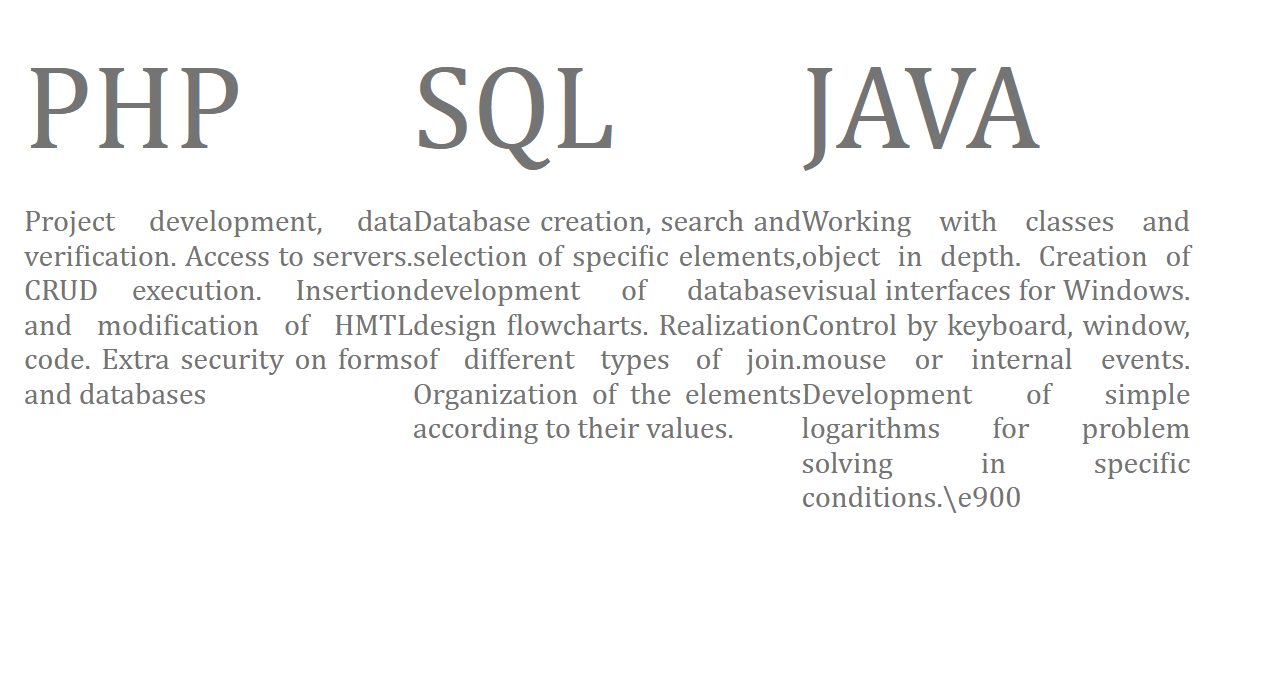 PHP
Project development, data
verification. Access to servers.
CRUD execution. Insertion
and modification of HMTL
code. Extra security on forms
and databases
SQL
Database creation, search and
selection of specific elements,
development of database
design flowcharts. Realization
of different types of join.
Organization of the elements
according to their values.
JAVA
Working with classes and
object in depth. Creation of
visual interfaces for Windows.
Control by keyboard, window,
mouse or internal events.
Development of simple
logarithms for problem
solving in specific
conditions.\e900